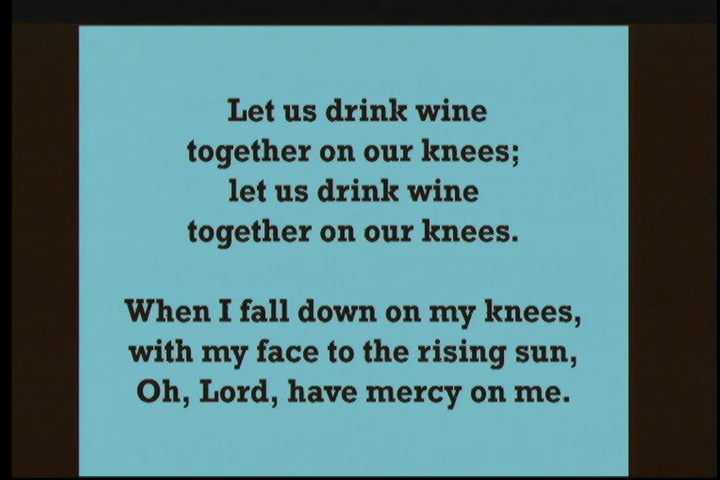 Let us drink wine
together on our knees;
let us drink wine
together on our knees.
When I fall down on my knees,
with my face to the rising sun,
Oh, Lord, have mercy on me.